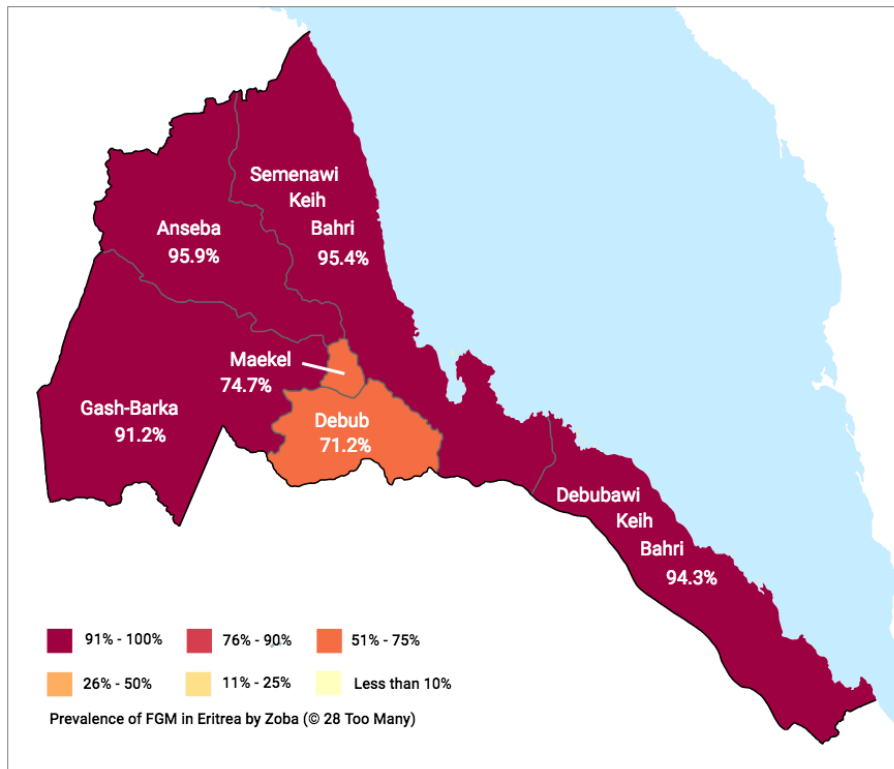 Semenawi
Keih
Bahri
95.4%
Anseba
95.9%
Maekel
74.7%
Gash-Barka
91.2%
Debub
71.2%
Debubawi
Keih
Bahri
94.3%
91% - 100%
76% - 90%
51% - 75%
26% - 50%
11% - 25%
Less than 10%
Prevalence of FGM in Eritrea by Zoba (© 28 Too Many)